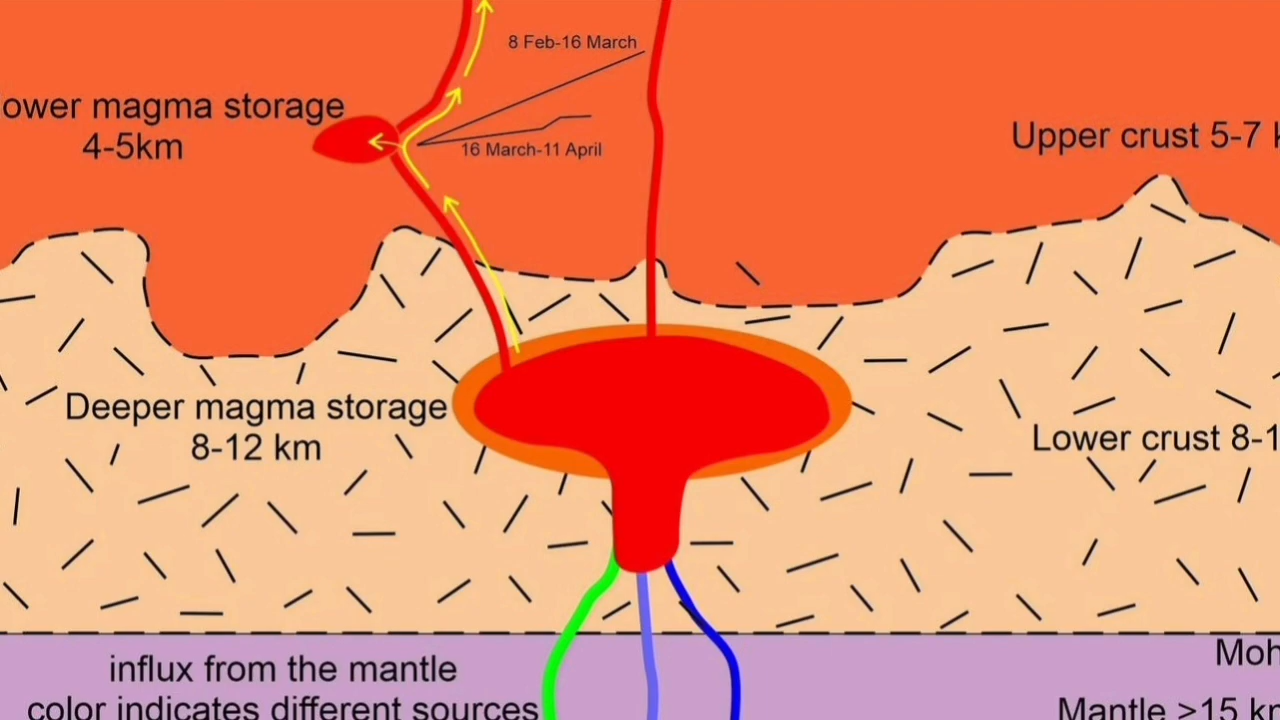 8 Feb-16 March
ower magma storage
4-5km
16 March-11 April
Upper crust 5-7
Deeper magma storage
8-12 km
Lower crust 8-1
influx from the mantle
color indicates different sources
Moh
Mantle >15 km